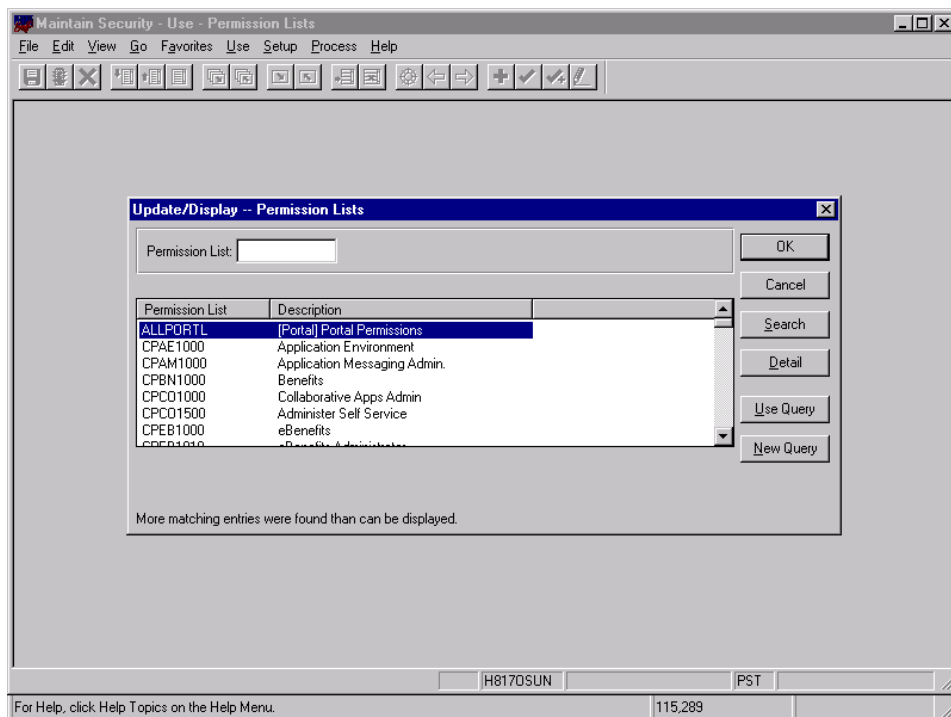 Maintain Security - Use - Permission Lists
File Edit View Go Favorites Use Setup Process Help
Update/Display -- Permission Lists
Permission List:
OK
Cancel
Search
Detail
Use Query
New Query
Permission List Description
ALLPORTL [Portal] Portal Permissions
CPAE1000 Application Environment
CPAM1000 Application Messaging Admin.
CPBN1000 Benefits
CPCO1000 Collaborative Apps Admin
CPCO1500 Administer Self Service
CPEB1000 eBenefits
CPEB1010 eBenefits Administrator
More matching entries were found than can be displayed.
H817OSUN PST
For Help, click Help Topics on the Help Menu. 115,289